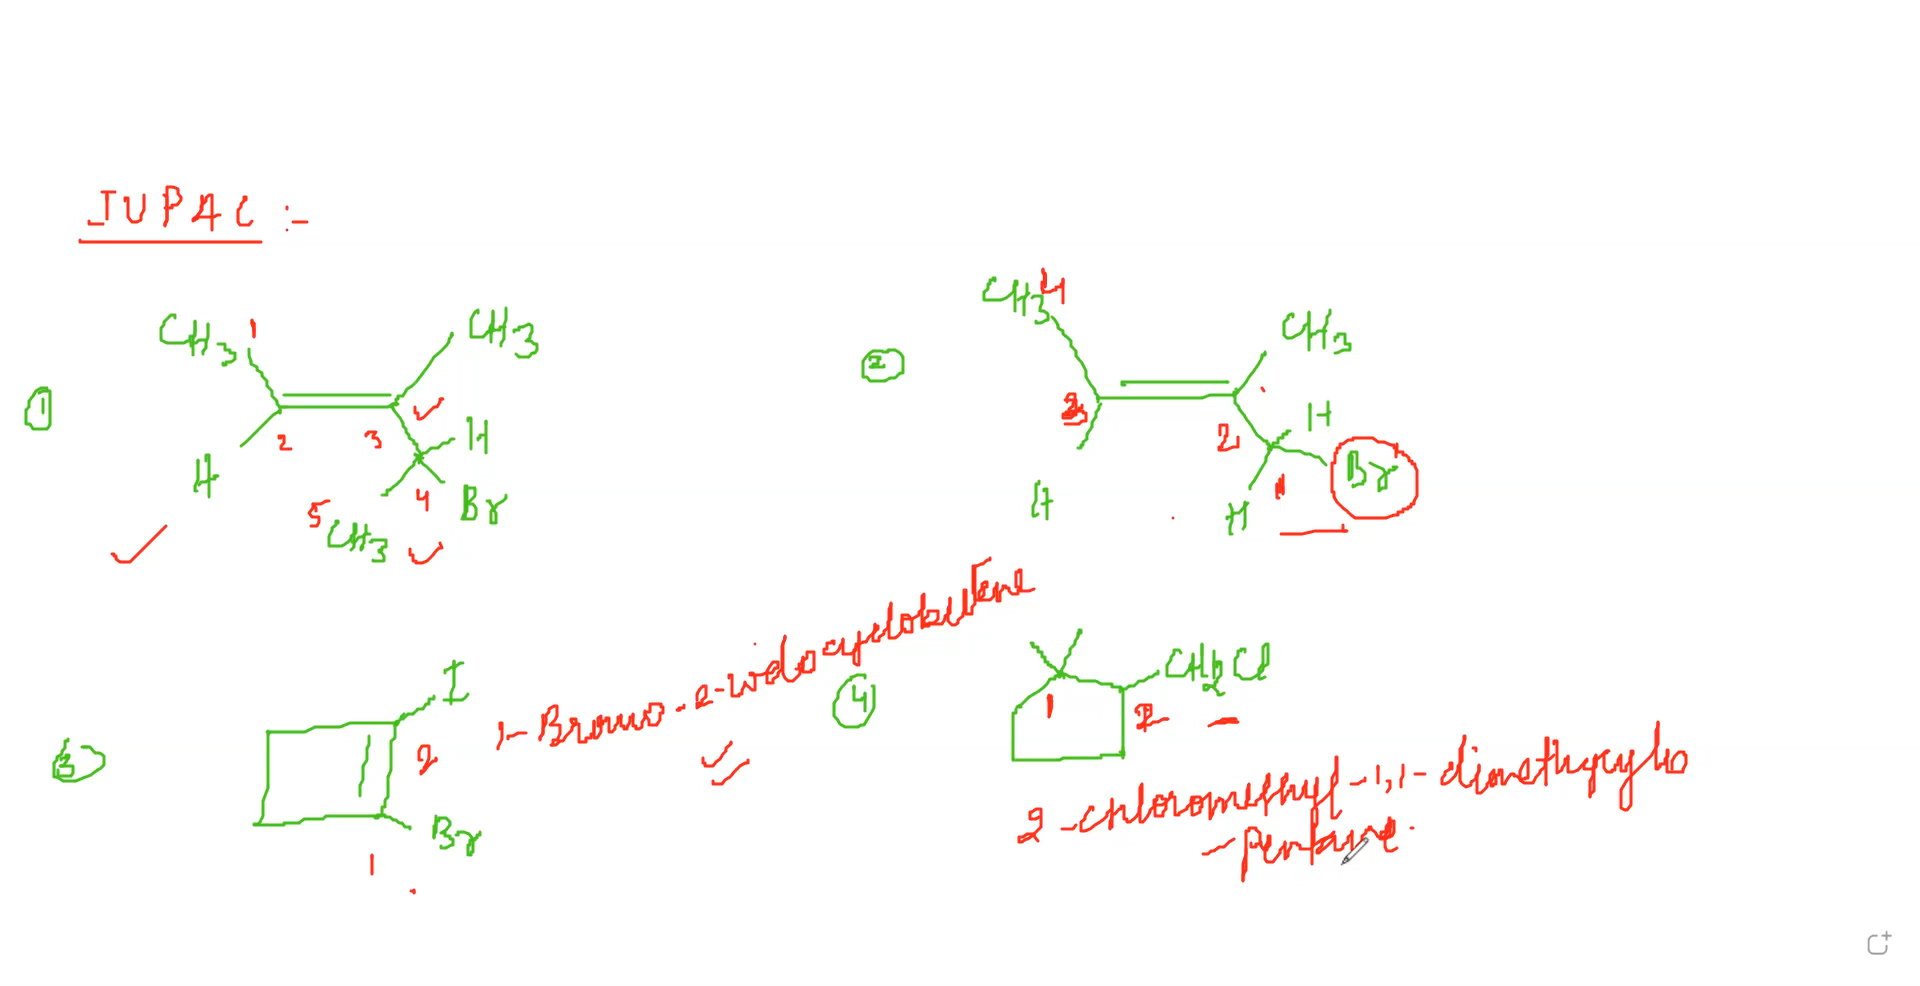 IUPAC :-
1
CH3 1
CH3
2 3
H
H
5 4 Br
CH3
2
CH3 4
CH3
3 2
H
Br
1
H
H
3
I
2
Br
1
1-Bromo-2-iodocyclobutene
4
CH2Cl
1 2
2-chloromethyl-1,1-dimethycyclo
-pentane.